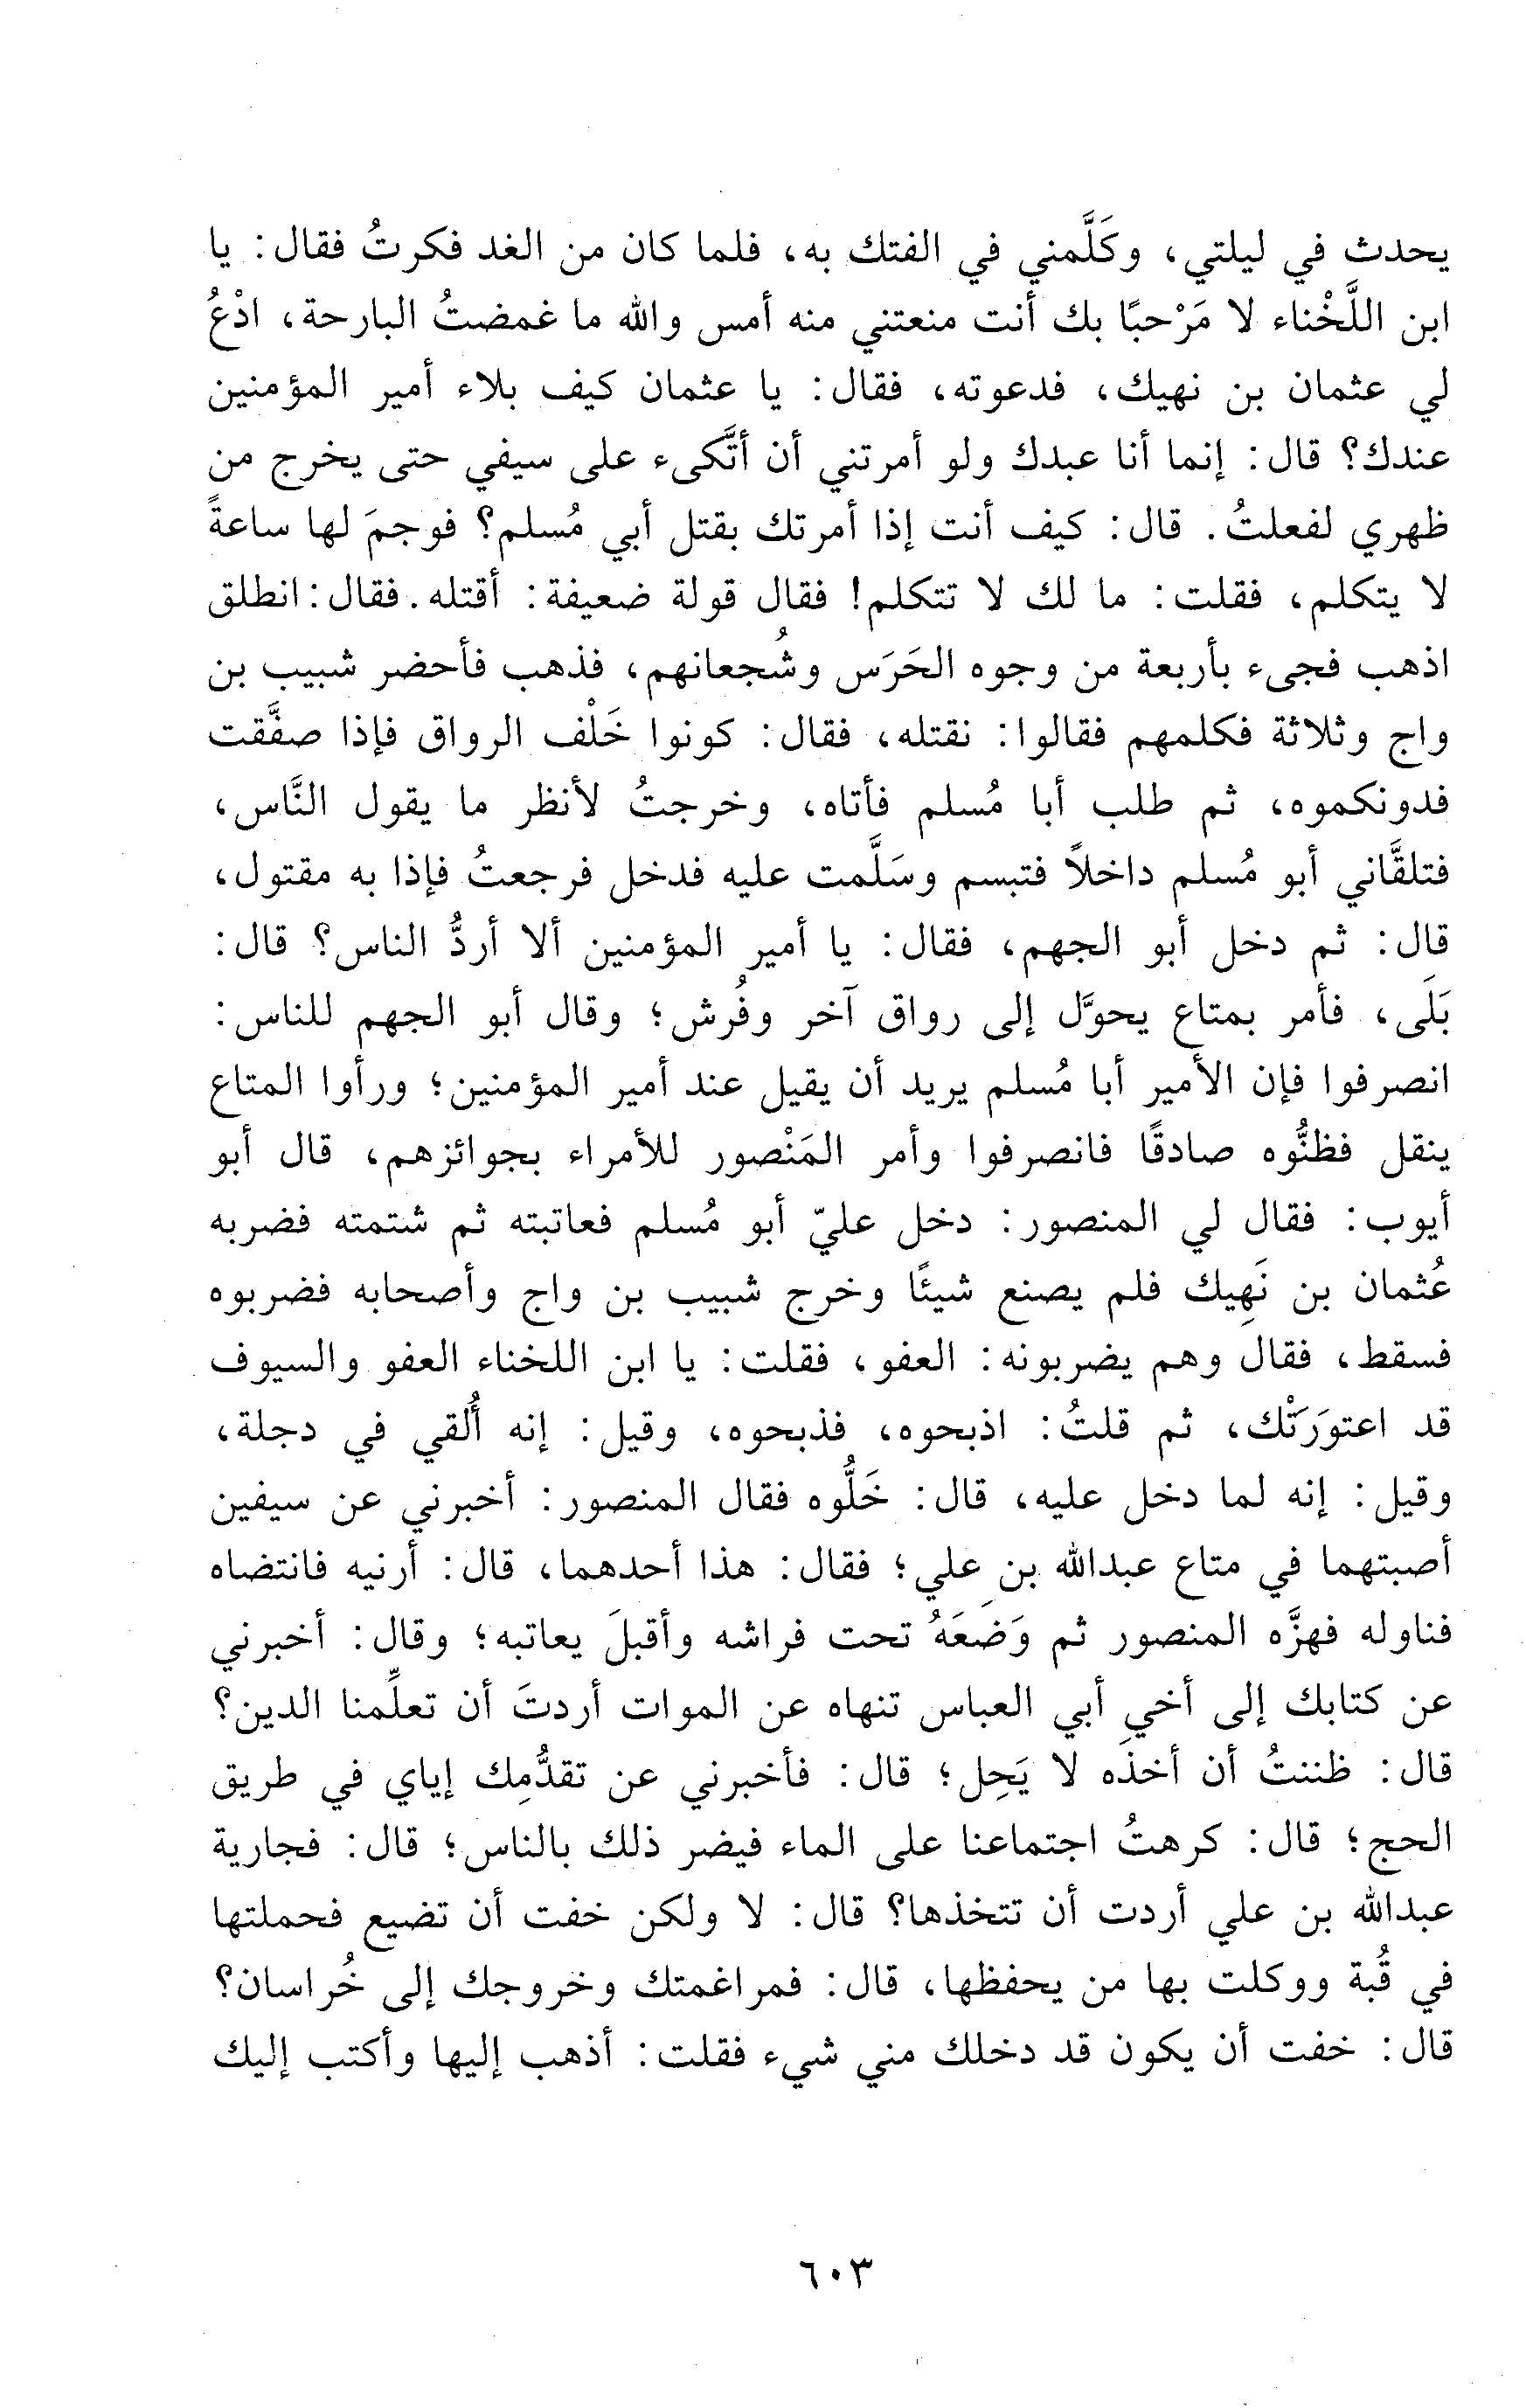 يحدث في ليلتي، وكَلَّمني في الفتك به، فلما كان من الغد فكرتُ فقال: يا
ابن اللَّخْناء لا مَرْحبًا بك أنت منعتني منه أمس والله ما غمضتُ البارحة، ادْعُ
لي عثمان بن نهيك، فدعوته، فقال: يا عثمان كيف بلاء أمير المؤمنين
عندك؟ قال: إنما أنا عبدك ولو أمرتني أن أتَّكىء على سيفي حتى يخرج من
ظهري لفعلتُ. قال: كيف أنت إذا أمرتك بقتل أبي مُسلم؟ فوجمَ لها ساعةً
لا يتكلم، فقلت: ما لك لا تتكلم! فقال قولة ضعيفة: أقتله. فقال: انطلق
اذهب فجىء بأربعة من وجوه الحَرَس وشُجعانهم، فذهب فأحضر شبيب بن
واج وثلاثة فكلمهم فقالوا: نقتله، فقال: كونوا خَلْف الرواق فإذا صفَّقت
فدونكموه، ثم طلب أبا مُسلم فأتاه، وخرجتُ لأنظر ما يقول النَّاس،
فتلقَّاني أبو مُسلم داخلاً فتبسم وسَلَّمت عليه فدخل فرجعتُ فإذا به مقتول،
قال: ثم دخل أبو الجهم، فقال: يا أمير المؤمنين ألا أردُّ الناس؟ قال:
بَلَى، فأمر بمتاع يحوَّل إلى رواق آخر وفُرش؛ وقال أبو الجهم للناس:
انصرفوا فإن الأمير أبا مُسلم يريد أن يقيل عند أمير المؤمنين؛ ورأوا المتاع
ينقل فظنُّوه صادقًا فانصرفوا وأمر المَنْصور للأمراء بجوائزهم، قال أبو
أيوب: فقال لي المنصور: دخل عليّ أبو مُسلم فعاتبته ثم شتمته فضربه
عُثمان بن نَهِيك فلم يصنع شيئًا وخرج شبيب بن واج وأصحابه فضربوه
فسقط، فقال وهم يضربونه: العفو، فقلت: يا ابن اللخناء العفو والسيوف
قد اعتورَتْك، ثم قلتُ: اذبحوه، فذبحوه، وقيل: إنه أُلقي في دجلة،
وقيل: إنه لما دخل عليه، قال: خَلُّوه فقال المنصور: أخبرني عن سيفين
أصبتهما في متاع عبدالله بن علي؛ فقال: هذا أحدهما، قال: أرنيه فانتضاه
فناوله فهزَّه المنصور ثم وَضعَهُ تحت فراشه وأقبلَ يعاتبه؛ وقال: أخبرني
عن كتابك إلى أخي أبي العباس تنهاه عن الموات أردتَ أن تعلِّمنا الدين؟
قال: ظننتُ أن أخذَه لا يَحِل؛ قال: فأخبرني عن تقدُّمِك إياي في طريق
الحج؛ قال: كرهتُ اجتماعنا على الماء فيضر ذلك بالناس؛ قال: فجارية
عبدالله بن علي أردت أن تتخذها؟ قال: لا ولكن خفت أن تضيع فحملتها
في قُبة ووكلت بها من يحفظها، قال: فمراغمتك وخروجك إلى خُراسان؟
قال: خفت أن يكون قد دخلك مني شيء فقلت: أذهب إليها وأكتب إليك
٦٠٣